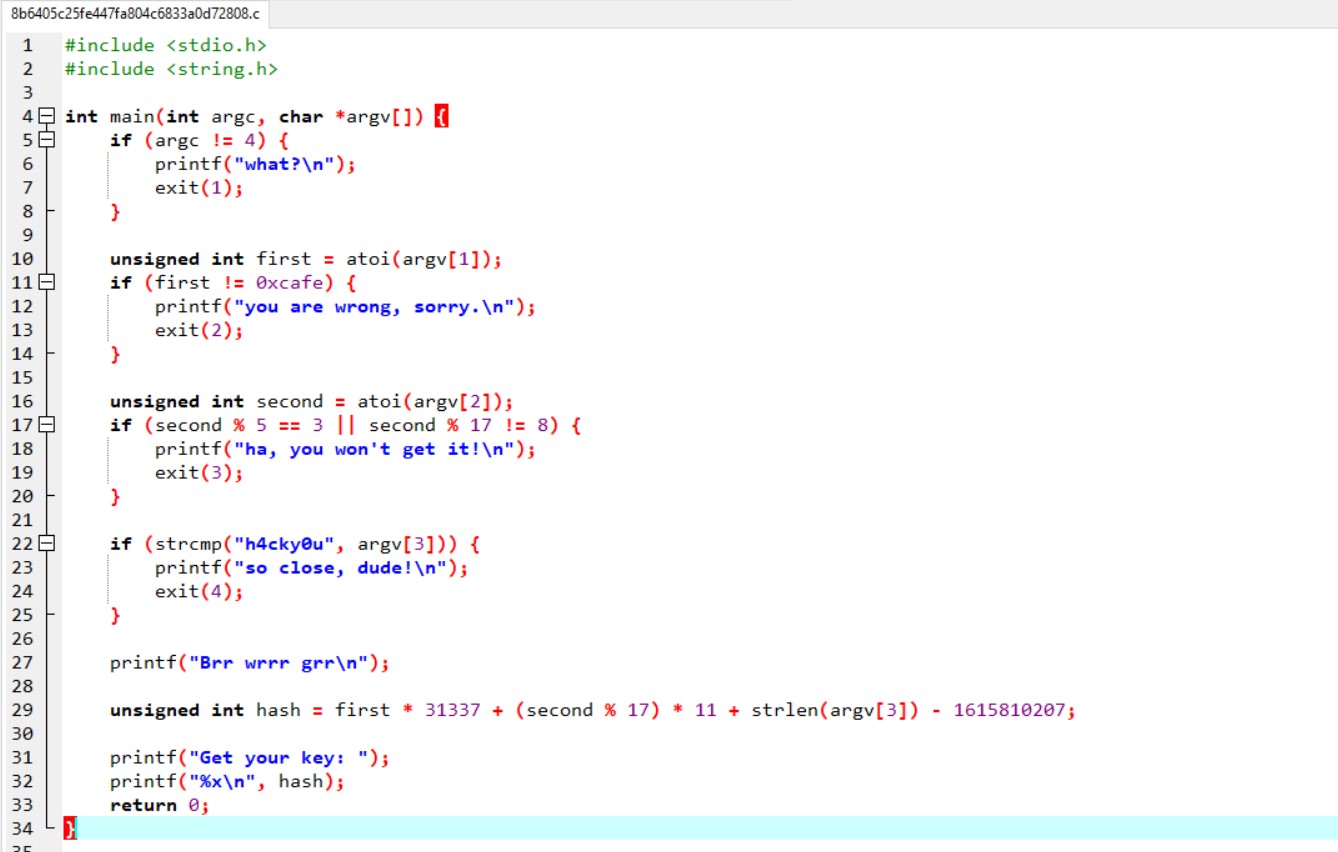 8b6405c25fe447fa804c6833a0d72808.c
1 #include <stdio.h>
2 #include <string.h>
3
4 int main(int argc, char *argv[]) {
5     if (argc != 4) {
6         printf("what?\n");
7         exit(1);
8     }
9
10     unsigned int first = atoi(argv[1]);
11     if (first != 0xcafe) {
12         printf("you are wrong, sorry.\n");
13         exit(2);
14     }
15
16     unsigned int second = atoi(argv[2]);
17     if (second % 5 == 3 || second % 17 != 8) {
18         printf("ha, you won't get it!\n");
19         exit(3);
20     }
21
22     if (strcmp("h4cky0u", argv[3])) {
23         printf("so close, dude!\n");
24         exit(4);
25     }
26
27     printf("Brr wrrr grr\n");
28
29     unsigned int hash = first * 31337 + (second % 17) * 11 + strlen(argv[3]) - 1615810207;
30
31     printf("Get your key: ");
32     printf("%x\n", hash);
33     return 0;
34 }
35